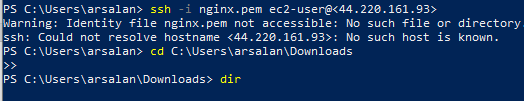 PS C:\Users\arsalan> ssh -i nginx.pem ec2-user@<44.220.161.93>
Warning: Identity file nginx.pem not accessible: No such file or directory.
ssh: Could not resolve hostname <44.220.161.93>: No such host is known.
PS C:\Users\arsalan> cd C:\Users\arsalan\Downloads
>>
PS C:\Users\arsalan\Downloads> dir